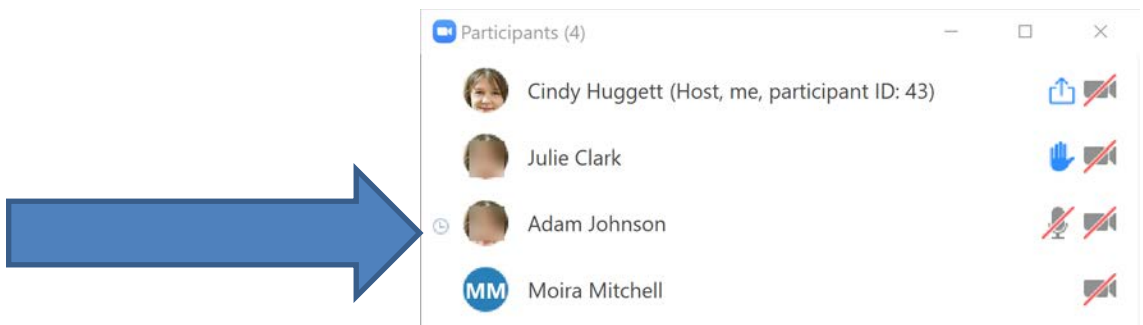 Participants (4)
Cindy Huggett (Host, me, participant ID: 43)
Julie Clark
Adam Johnson
MM Moira Mitchell